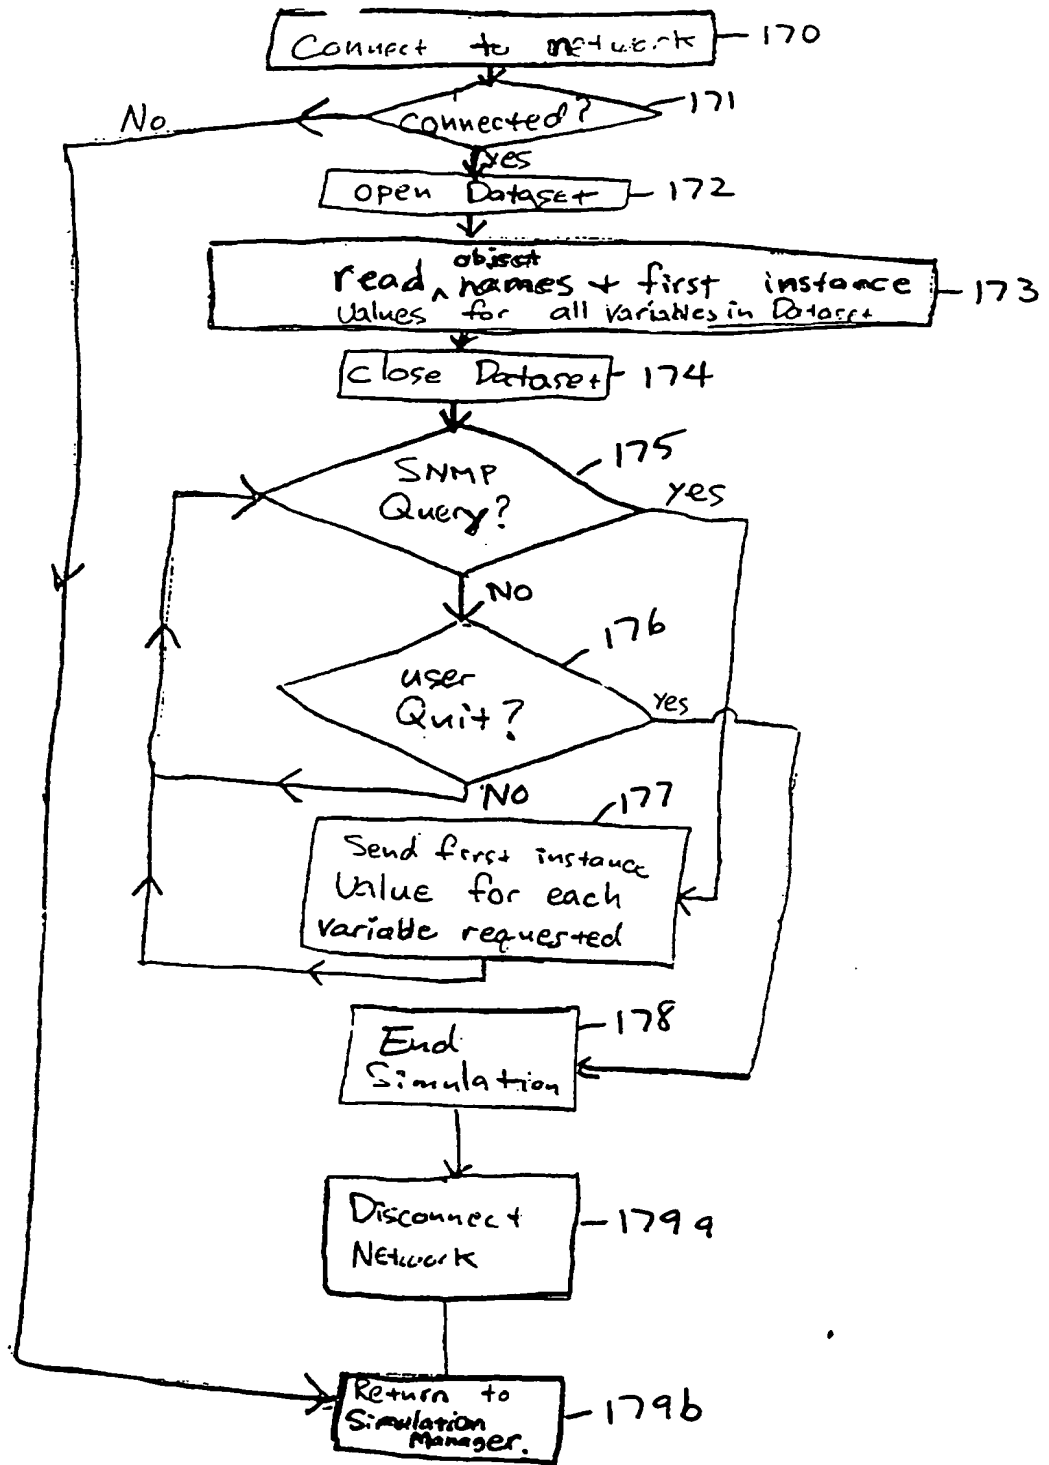 Connect to network
170
connected?
171
No
yes
open Dataset
172
object
read ^ names + first instance
values for all variables in Dataset
173
close Dataset
174
SNMP
Query?
175
yes
NO
user
Quit?
176
yes
NO
177
Send first instance
value for each
variable requested
End
Simulation
178
Disconnect
Network
179a
Return to
Simulation
Manager.
179b